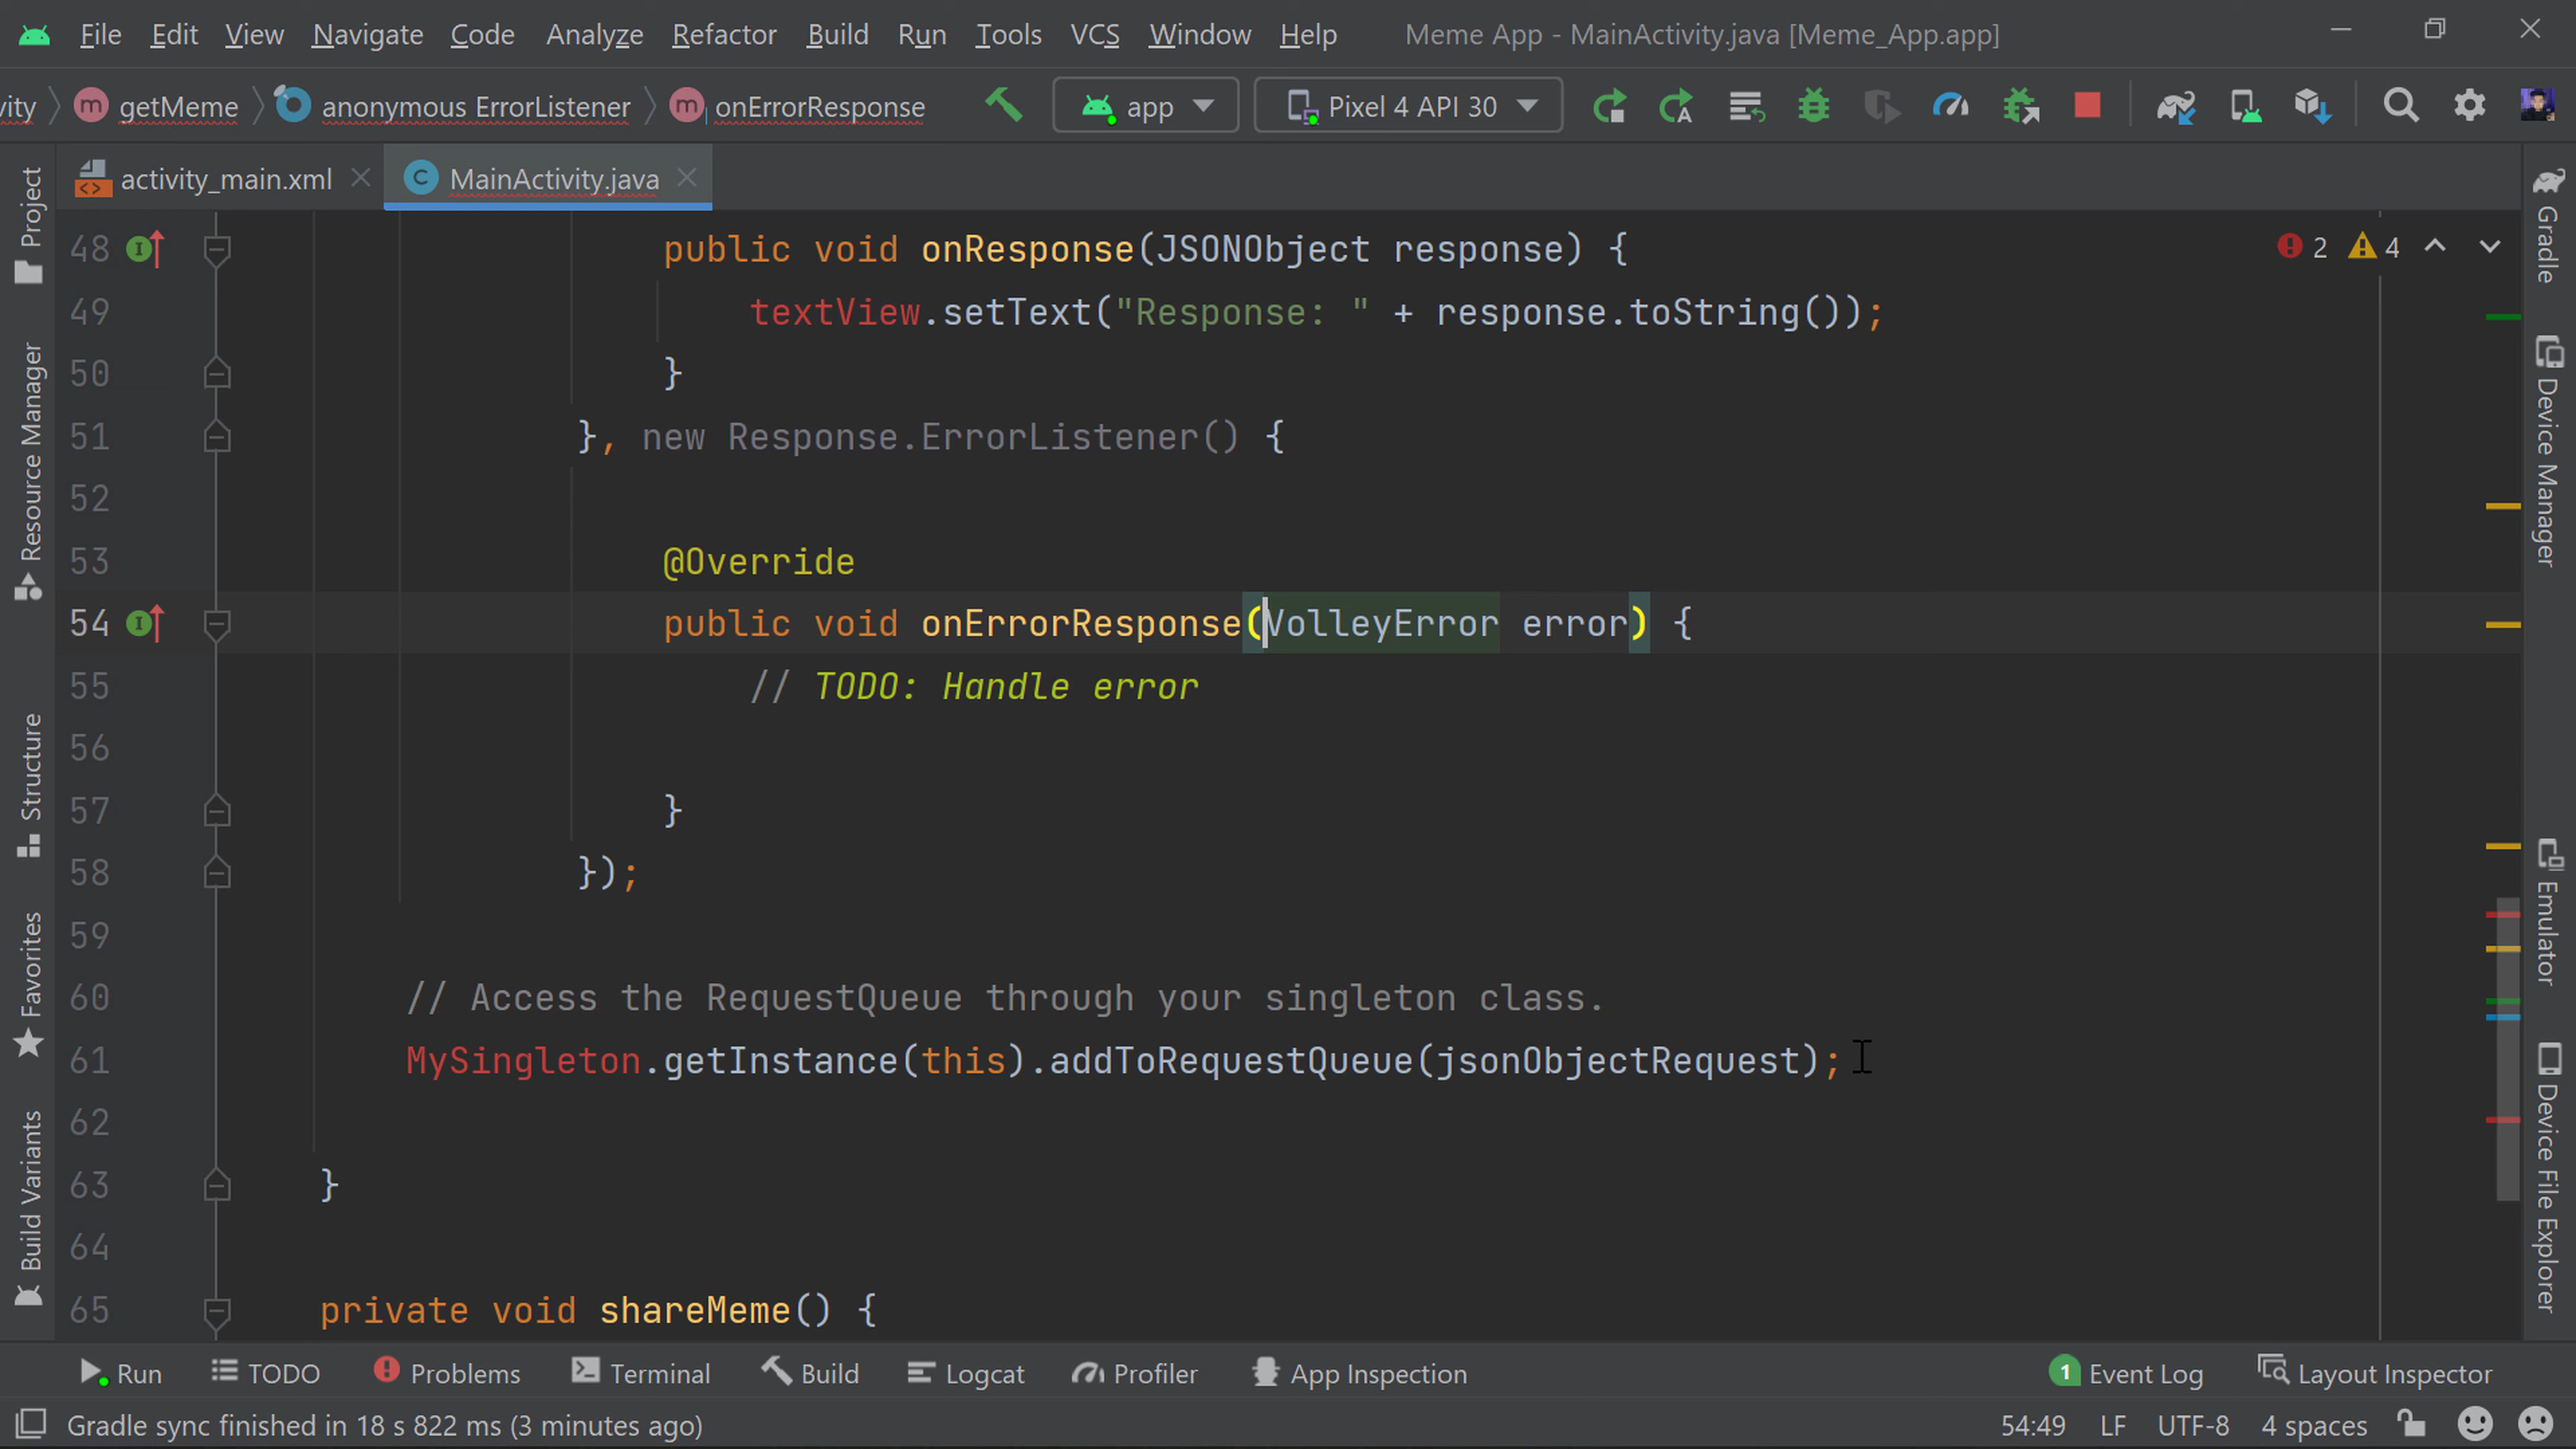 File Edit View Navigate Code Analyze Refactor Build Run Tools VCS Window Help Meme App - MainActivity.java [Meme_App.app]
vity getMeme anonymous ErrorListener onErrorResponse app Pixel 4 API 30
activity_main.xml MainActivity.java
48 public void onResponse(JSONObject response) {
2 4
49 textView.setText("Response: " + response.toString());
50 }
51 }, new Response.ErrorListener() {
52
53 @Override
54 public void onErrorResponse(VolleyError error) {
55 // TODO: Handle error
56
57 }
58 });
59
60 // Access the RequestQueue through your singleton class.
61 MySingleton.getInstance(this).addToRequestQueue(jsonObjectRequest);
62
63 }
64
65 private void shareMeme() {
Project
Resource Manager
Structure
Favorites
Build Variants
Gradle
Device Manager
Emulator
Device File Explorer
Run TODO Problems Terminal Build Logcat Profiler App Inspection 1 Event Log Layout Inspector
Gradle sync finished in 18 s 822 ms (3 minutes ago) 54:49 LF UTF-8 4 spaces